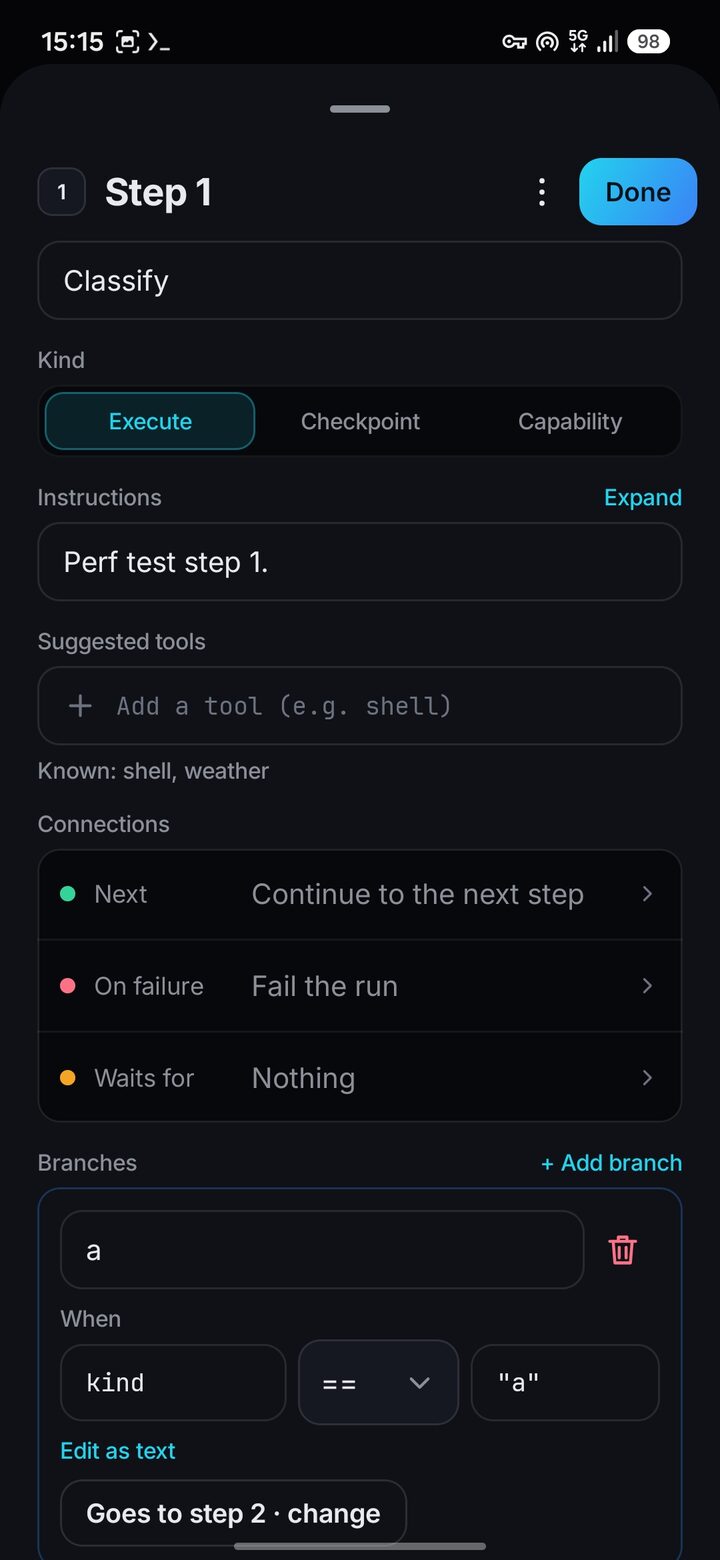 15:15
5G
98
1 Step 1 Done
Classify
Kind
Execute Checkpoint Capability
Instructions Expand
Perf test step 1.
Suggested tools
+ Add a tool (e.g. shell)
Known: shell, weather
Connections
Next Continue to the next step
On failure Fail the run
Waits for Nothing
Branches + Add branch
a
When
kind == "a"
Edit as text
Goes to step 2 · change